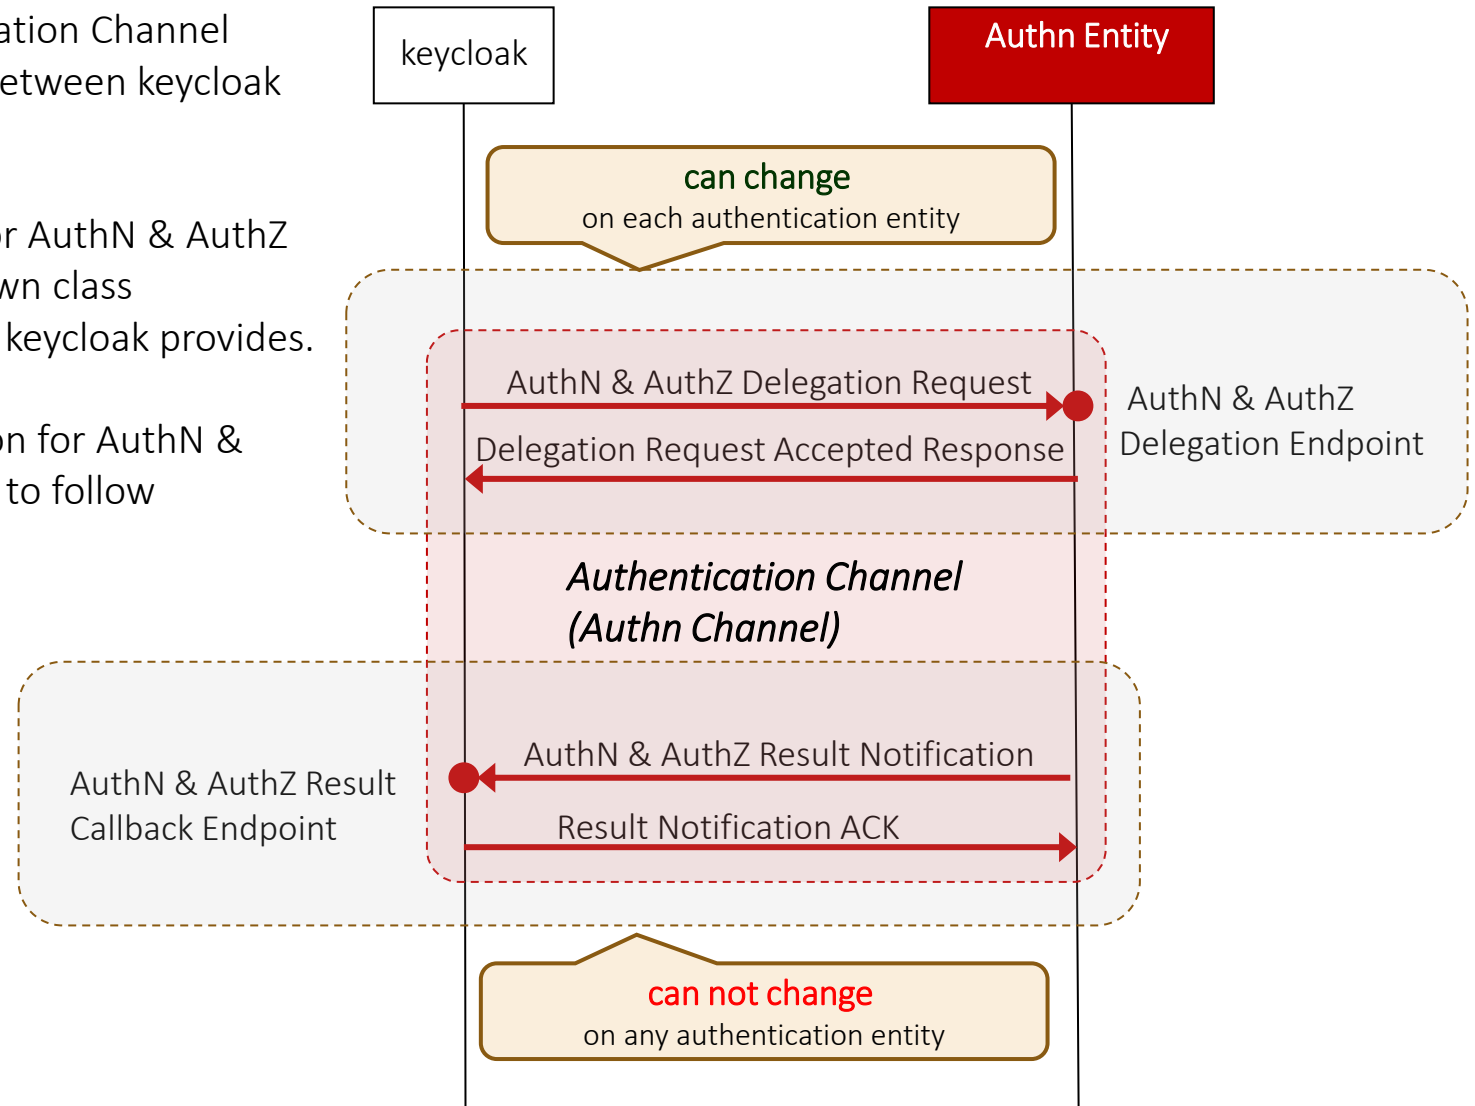 ation Channel
etween keycloak
or AuthN & AuthZ
wn class
keycloak provides.
on for AuthN &
to follow
keycloak
Authn Entity
can change
on each authentication entity
AuthN & AuthZ Delegation Request
Delegation Request Accepted Response
AuthN & AuthZ
Delegation Endpoint
Authentication Channel
(Authn Channel)
AuthN & AuthZ Result Notification
AuthN & AuthZ Result
Callback Endpoint
Result Notification ACK
can not change
on any authentication entity